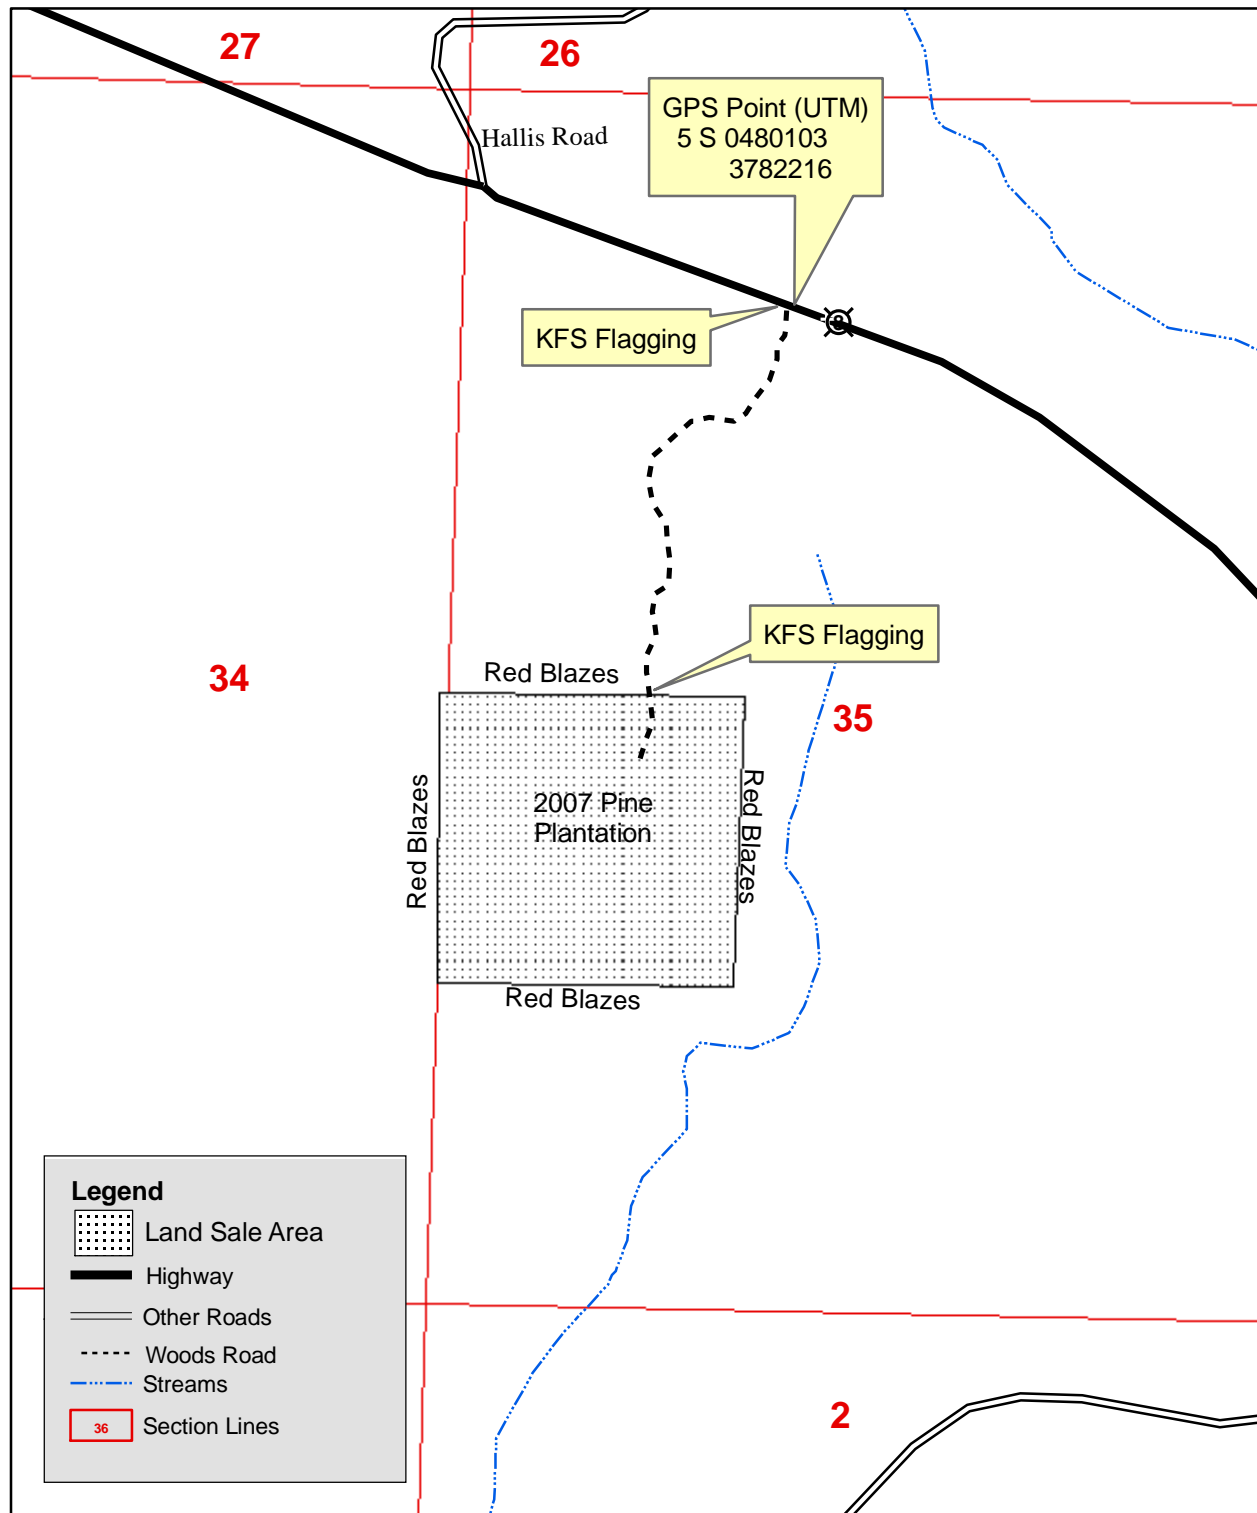 27
26
GPS Point (UTM)
5 S 0480103
3782216
Hallis Road
8
KFS Flagging
KFS Flagging
34
Red Blazes
35
Red Blazes
2007 Pine
Plantation
Red Blazes
Red Blazes
Legend
Land Sale Area
Highway
Other Roads
Woods Road
Streams
36
Section Lines
2